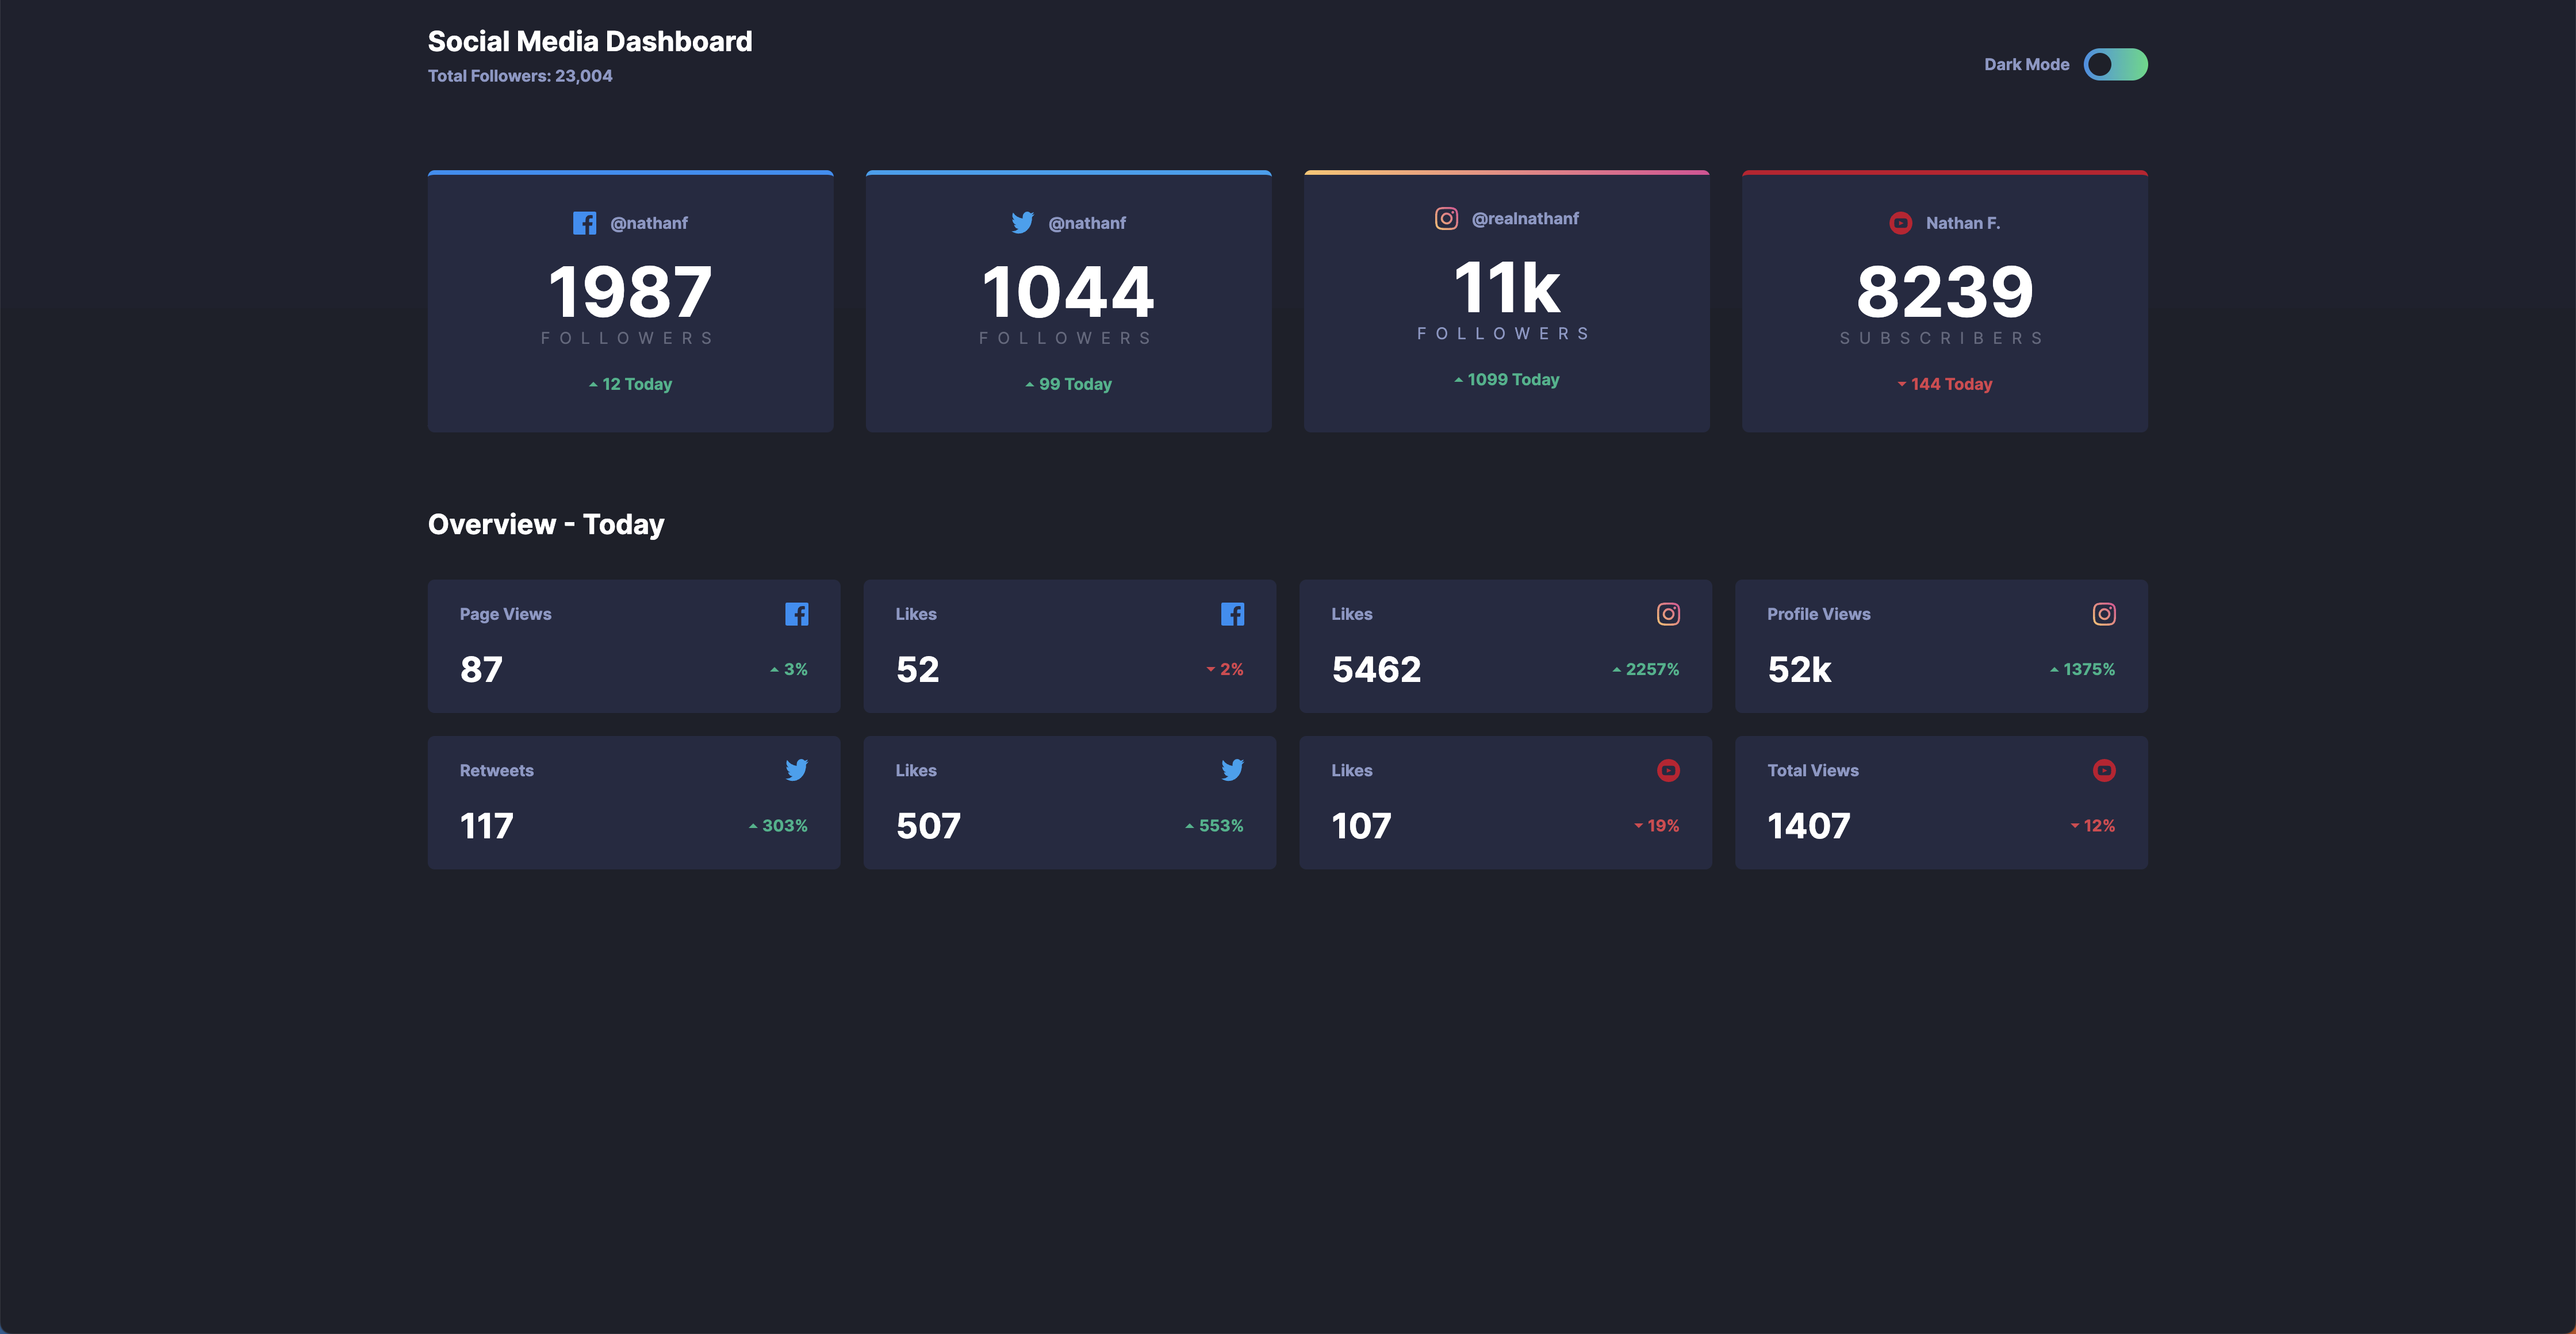 Social Media Dashboard
Total Followers: 23,004
Dark Mode
@nathanf
1987
FOLLOWERS
12 Today
@nathanf
1044
FOLLOWERS
99 Today
@realnathanf
11k
FOLLOWERS
1099 Today
Nathan F.
8239
SUBSCRIBERS
144 Today
Overview - Today
Page Views
87
3%
Likes
52
2%
Likes
5462
2257%
Profile Views
52k
1375%
Retweets
117
303%
Likes
507
553%
Likes
107
19%
Total Views
1407
12%